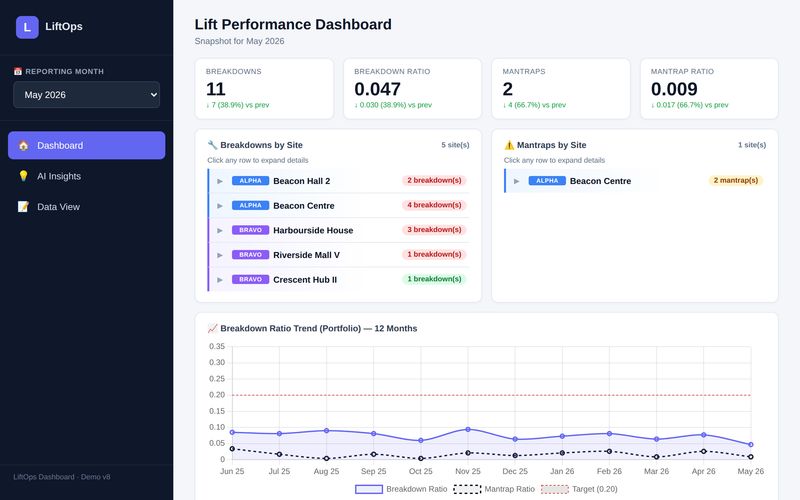 L LiftOps
📅 REPORTING MONTH
May 2026
🏠 Dashboard
💡 AI Insights
📝 Data View
LiftOps Dashboard · Demo v8
Lift Performance Dashboard
Snapshot for May 2026
BREAKDOWNS
11
↓ 7 (38.9%) vs prev
BREAKDOWN RATIO
0.047
↓ 0.030 (38.9%) vs prev
MANTRAPS
2
↓ 4 (66.7%) vs prev
MANTRAP RATIO
0.009
↓ 0.017 (66.7%) vs prev
🔧 Breakdowns by Site 5 site(s)
Click any row to expand details
▶ ALPHA Beacon Hall 2 2 breakdown(s)
▶ ALPHA Beacon Centre 4 breakdown(s)
▶ BRAVO Harbourside House 3 breakdown(s)
▶ BRAVO Riverside Mall V 1 breakdown(s)
▶ BRAVO Crescent Hub II 1 breakdown(s)
⚠️ Mantraps by Site 1 site(s)
Click any row to expand details
▶ ALPHA Beacon Centre 2 mantrap(s)
📈 Breakdown Ratio Trend (Portfolio) — 12 Months
0.35
0.30
0.25
0.20
0.15
0.10
0.05
0
Jun 25 Jul 25 Aug 25 Sep 25 Oct 25 Nov 25 Dec 25 Jan 26 Feb 26 Mar 26 Apr 26 May 26
Breakdown Ratio Mantrap Ratio Target (0.20)